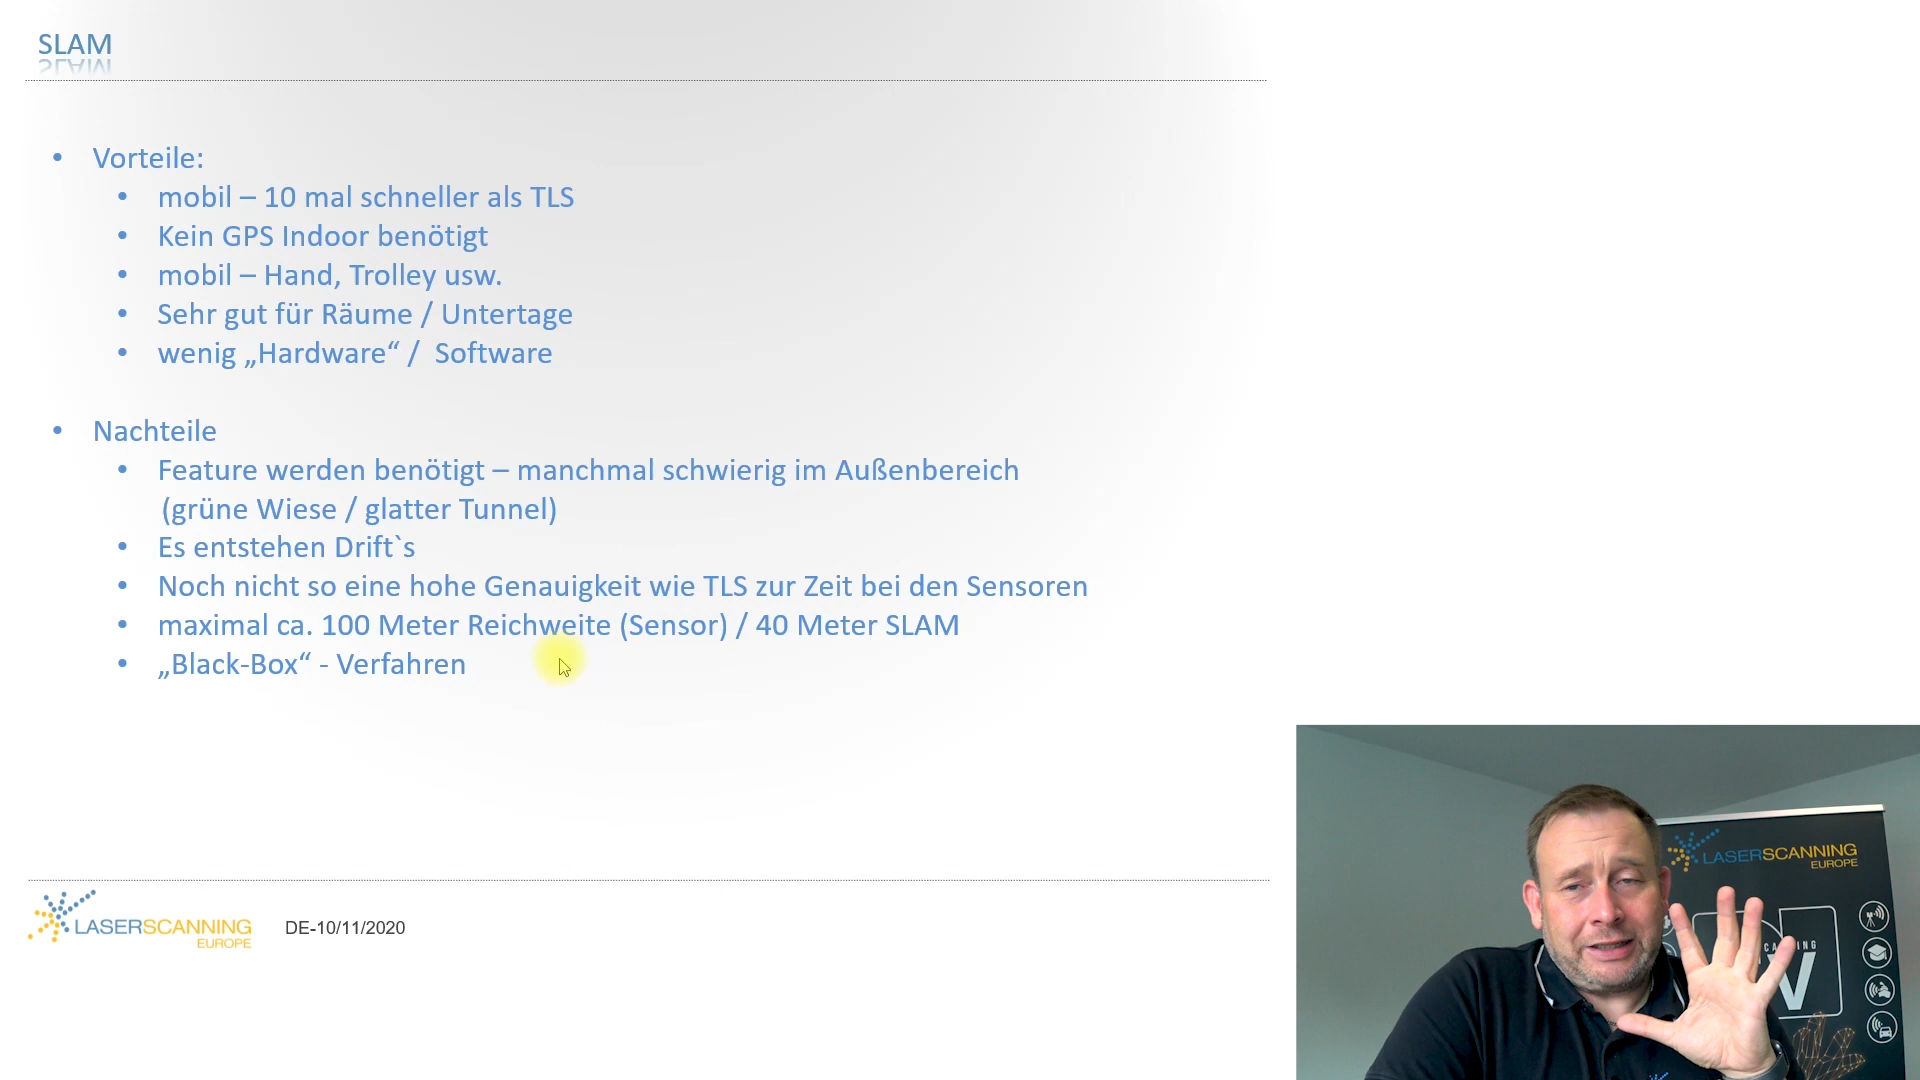 SLAM
• Vorteile:
• mobil – 10 mal schneller als TLS
• Kein GPS Indoor benötigt
• mobil – Hand, Trolley usw.
• Sehr gut für Räume / Untertage
• wenig „Hardware“ / Software
• Nachteile
• Feature werden benötigt – manchmal schwierig im Außenbereich
(grüne Wiese / glatter Tunnel)
• Es entstehen Drift`s
• Noch nicht so eine hohe Genauigkeit wie TLS zur Zeit bei den Sensoren
• maximal ca. 100 Meter Reichweite (Sensor) / 40 Meter SLAM
• „Black-Box“ - Verfahren
LASERSCANNING
EUROPE
DE-10/11/2020
LASERSCANNING
EUROPE